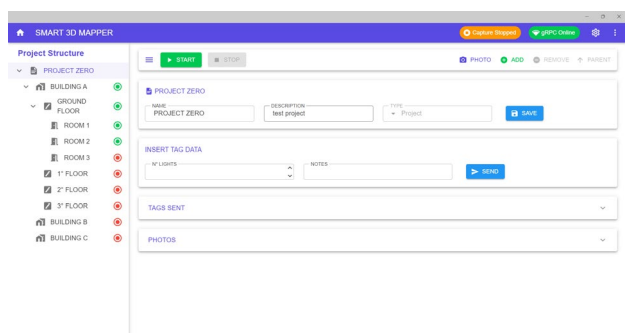 SMART 3D MAPPER
Capture Stopped
gRPC Online
Project Structure
PROJECT ZERO
BUILDING A
GROUND
FLOOR
ROOM 1
ROOM 2
ROOM 3
1° FLOOR
2° FLOOR
3° FLOOR
BUILDING B
BUILDING C
START
STOP
PHOTO
ADD
REMOVE
PARENT
PROJECT ZERO
NAME
PROJECT ZERO
DESCRIPTION
test project
TYPE
Project
SAVE
INSERT TAG DATA
N° LIGHTS
NOTES
SEND
TAGS SENT
PHOTOS